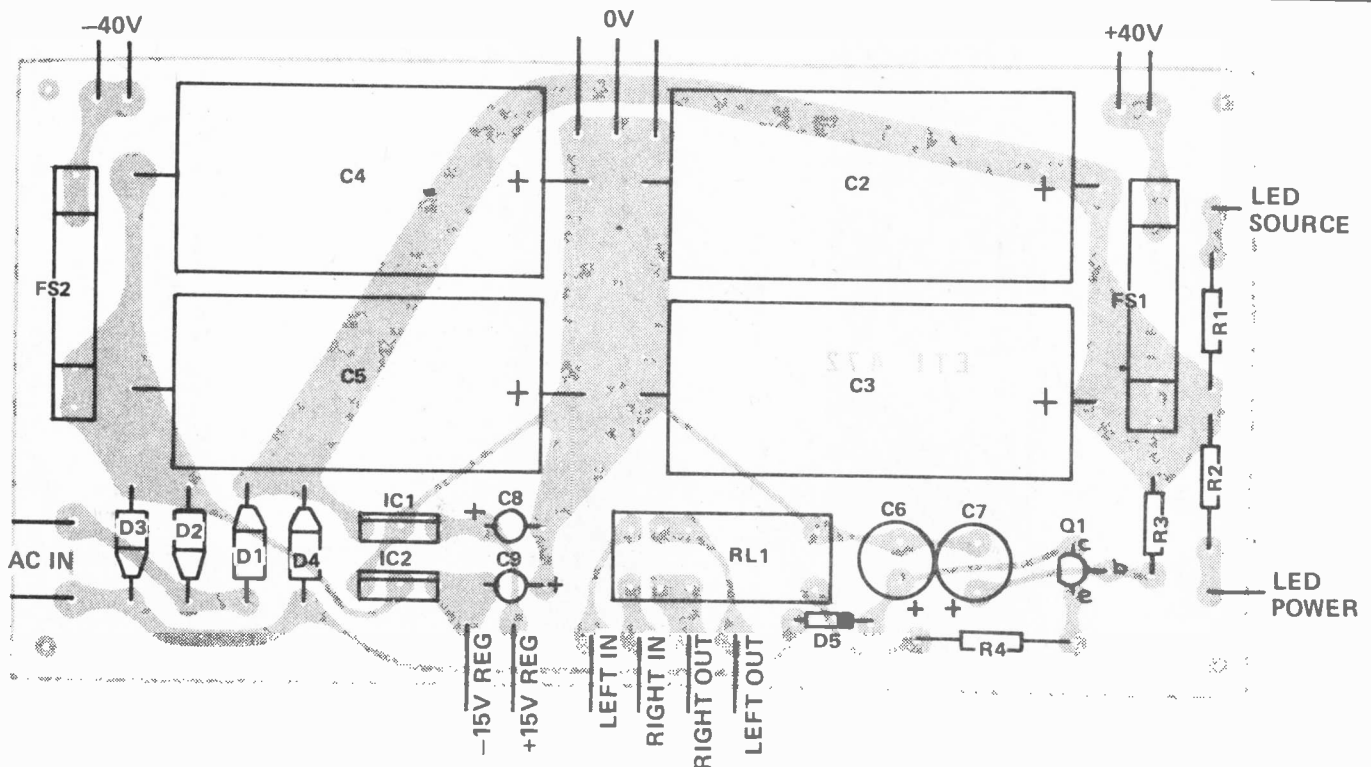 –40V
0V
+40V
C4
+
C2
+
LED
SOURCE
FS2
FS1
R1
C5
+
C3
+
ETI 472
R2
D3
D2
D1
D4
IC1
IC2
+
C8
C9
+
RL1
C6
+
C7
+
Q1
c
b
e
R3
AC IN
D5
R4
LED
POWER
–15V REG
+15V REG
LEFT IN
RIGHT IN
RIGHT OUT
LEFT OUT